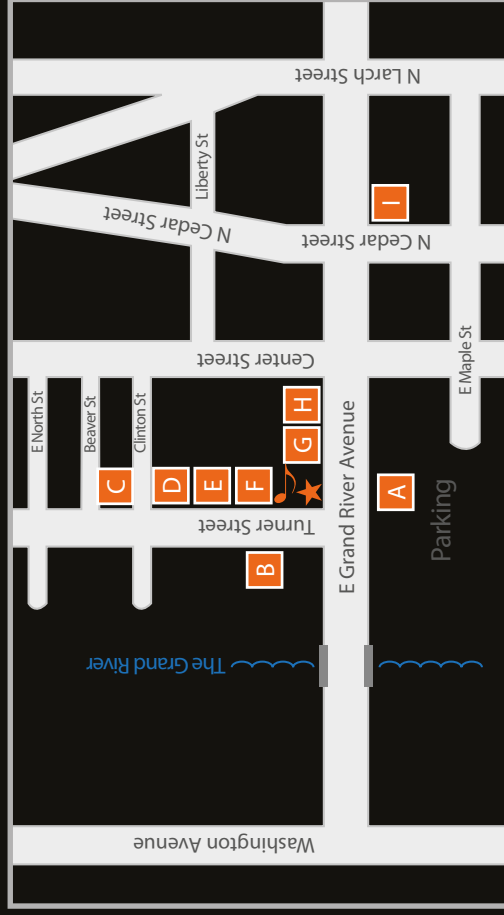 N Larch Street
Liberty St
N Cedar Street
N Cedar Street
I
Center Street
E North St
Beaver St
Clinton St
E Maple St
H
G
C
D
E
F
A
Turner Street
E Grand River Avenue
Parking
B
The Grand River
Washington Avenue